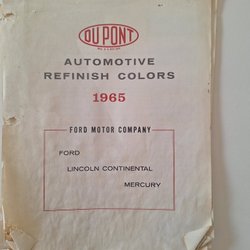 DU PONT
AUTOMOTIVE
REFINISH COLORS
1965
FORD MOTOR COMPANY
FORD
LINCOLN CONTINENTAL
MERCURY